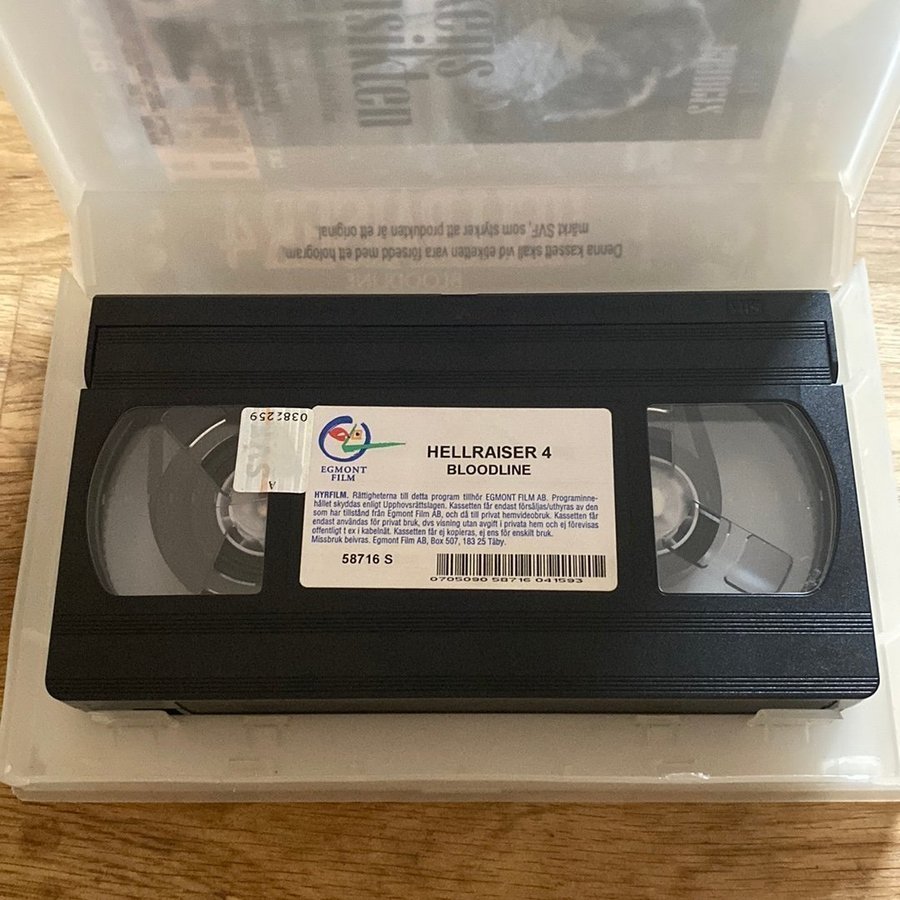 märkt SVF, som styrker att produkten är ett original.
Denna kassett skall vid etiketten vara försedd med ett hologram,
038259
EGMONT
FILM
HELLRAISER 4
BLOODLINE
HYRFILM. Rättigheterna till detta program tillhör EGMONT FILM AB. Programinne-
hållet skyddas enligt Upphovsrättslagen. Kassetten får endast försäljas/uthyras av den
som har tillstånd från Egmont Film AB, och då till privat hemvideobruk. Kassetten får
endast användas för privat bruk, dvs visning utan avgift i privata hem och ej förevisas
offentligt t ex i kabelnät. Kassetten får ej kopieras, ej ens för enskilt bruk.
Missbruk beivras. Egmont Film AB, Box 507, 183 25 Täby.
58716 S
0705090 58716 041593